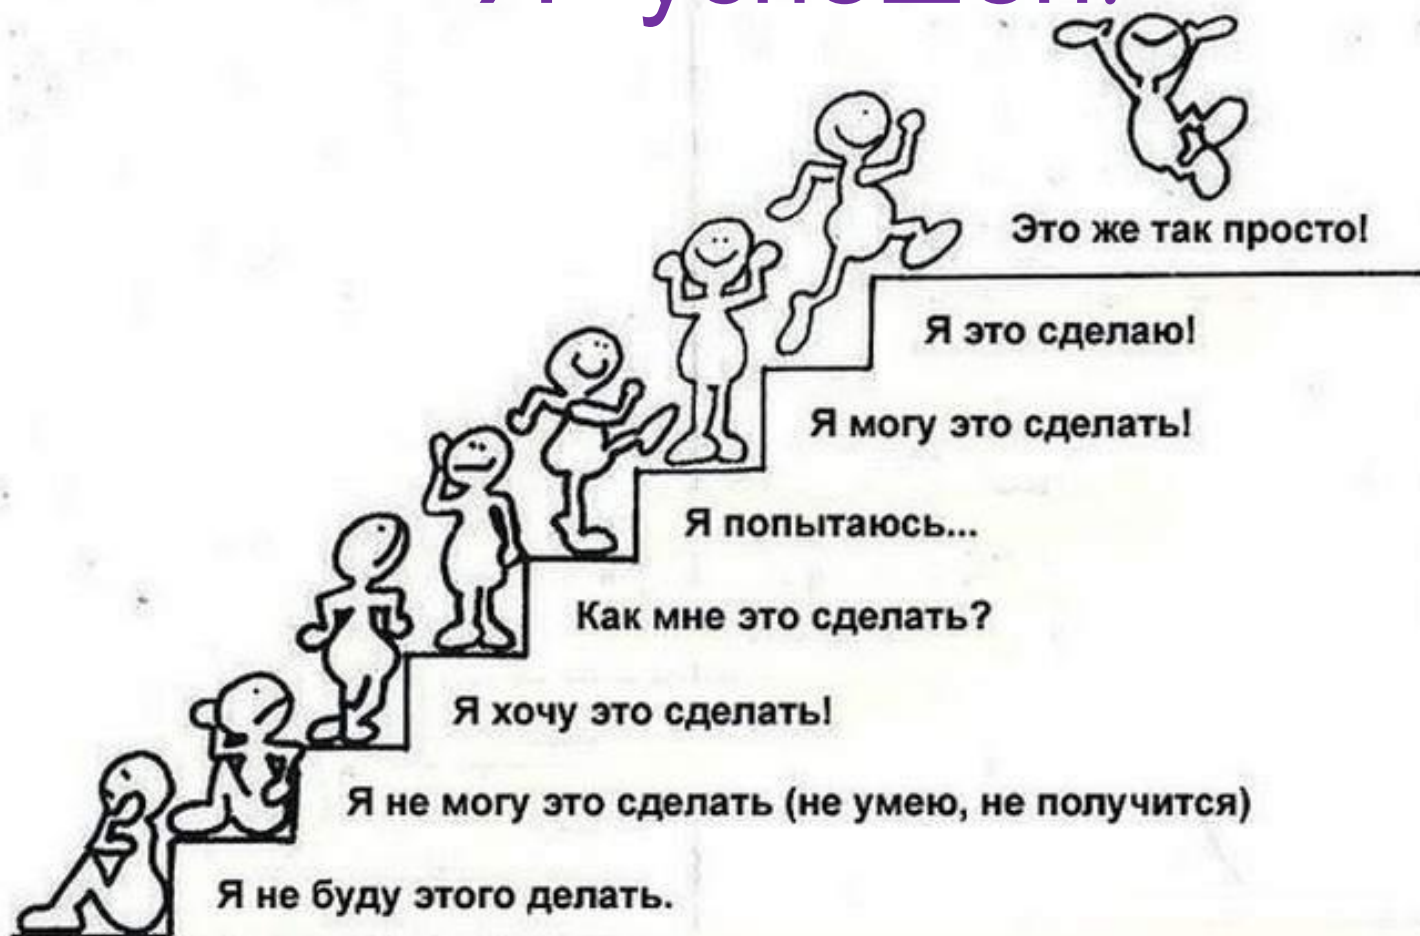 Это же так просто!
Я это сделаю!
Я могу это сделать!
Я попытаюсь...
Как мне это сделать?
Я хочу это сделать!
Я не могу это сделать (не умею, не получится)
Я не буду этого делать.